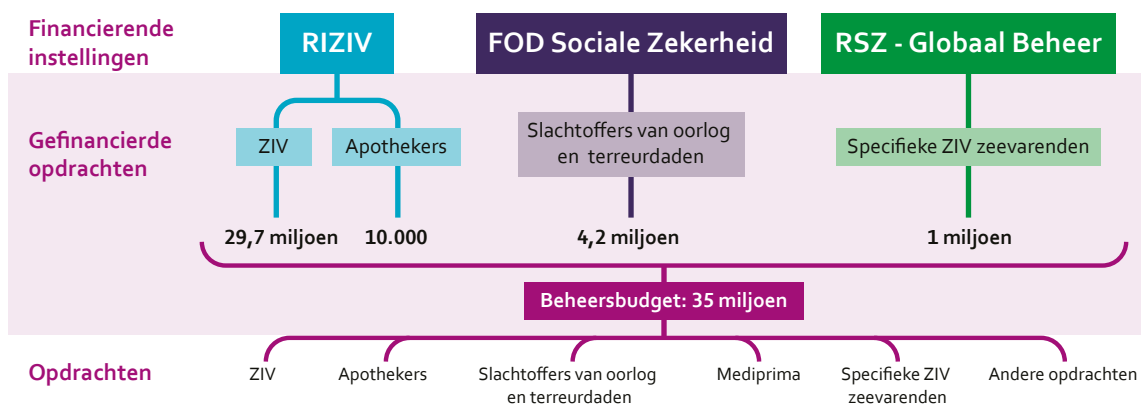 Financierende
instellingen
RIZIV
FOD Sociale Zekerheid
RSZ - Globaal Beheer
Gefinancierde
opdrachten
ZIV
Apothekers
Slachtoffers van oorlog
en terreurdaden
Specifieke ZIV zeevarenden
29,7 miljoen
10.000
4,2 miljoen
1 miljoen
Beheersbudget: 35 miljoen
Opdrachten
ZIV
Apothekers
Slachtoffers van oorlog
en terreurdaden
Mediprima
Specifieke ZIV
zeevarenden
Andere opdrachten